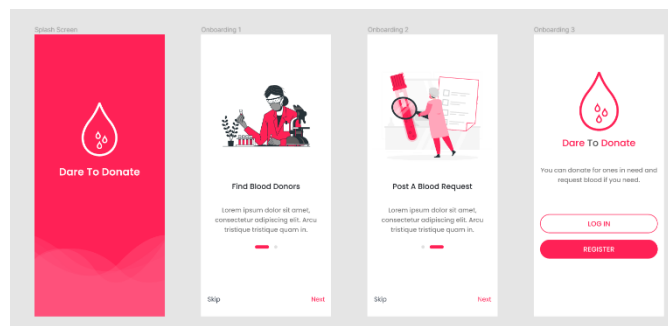 Splash Screen
Onboarding 1
Onboarding 2
Onboarding 3
Dare To Donate
Find Blood Donors
Lorem ipsum dolor sit amet,
consectetur adipiscing elit. Arcu
tristique tristique quam in.
Skip
Next
Post A Blood Request
Lorem ipsum dolor sit amet,
consectetur adipiscing elit. Arcu
tristique tristique quam in.
Skip
Next
Dare To Donate
You can donate for ones in need and
request blood if you need.
LOG IN
REGISTER